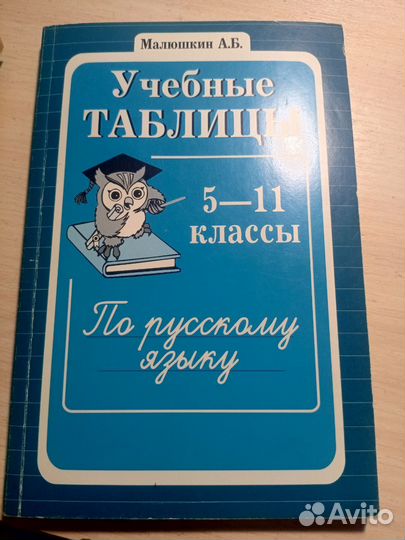 Малюшкин А.Б.
Учебные
ТАБЛИЦЫ
5—11
классы
По русскому
языку
Avito